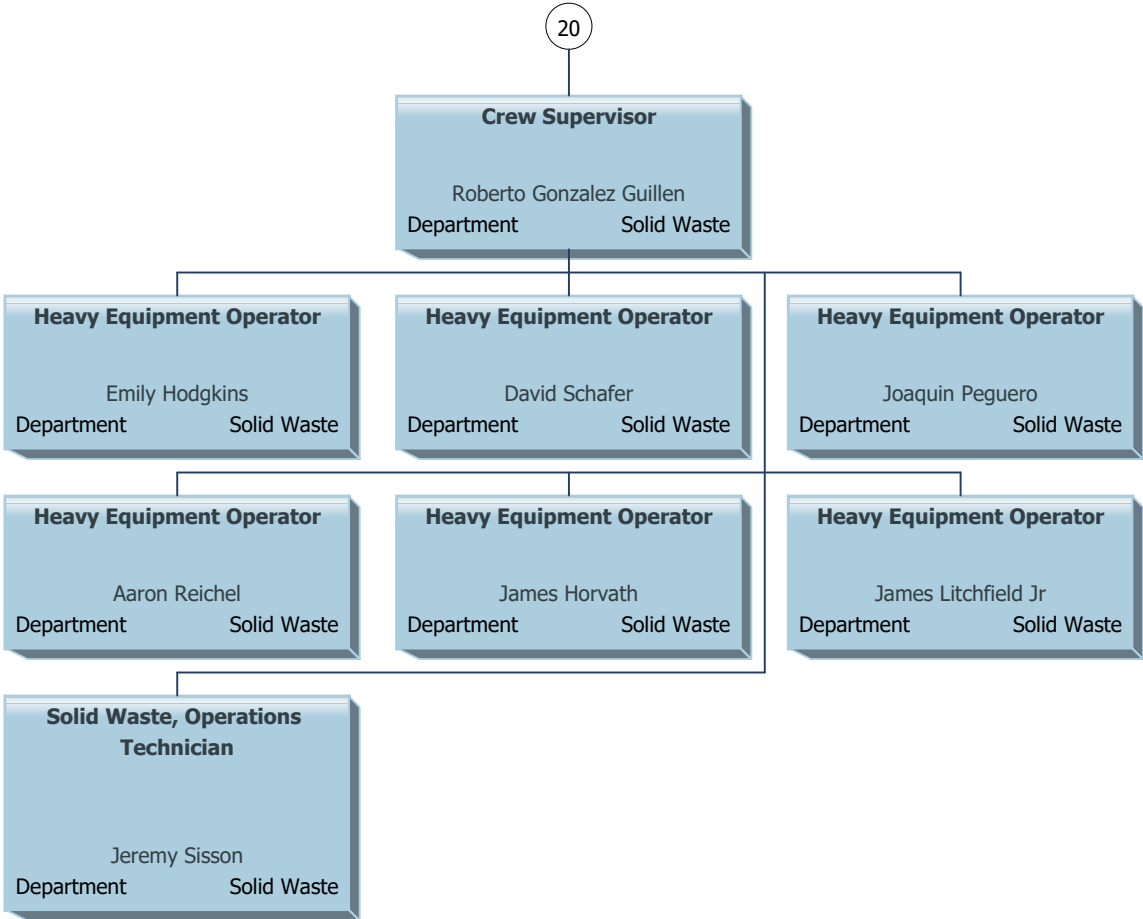 20
Crew Supervisor
Roberto Gonzalez Guillen
Department Solid Waste
Heavy Equipment Operator
Emily Hodgkins
Department Solid Waste
Heavy Equipment Operator
David Schafer
Department Solid Waste
Heavy Equipment Operator
Joaquin Peguero
Department Solid Waste
Heavy Equipment Operator
Aaron Reichel
Department Solid Waste
Heavy Equipment Operator
James Horvath
Department Solid Waste
Heavy Equipment Operator
James Litchfield Jr
Department Solid Waste
Solid Waste, Operations
Technician
Jeremy Sisson
Department Solid Waste